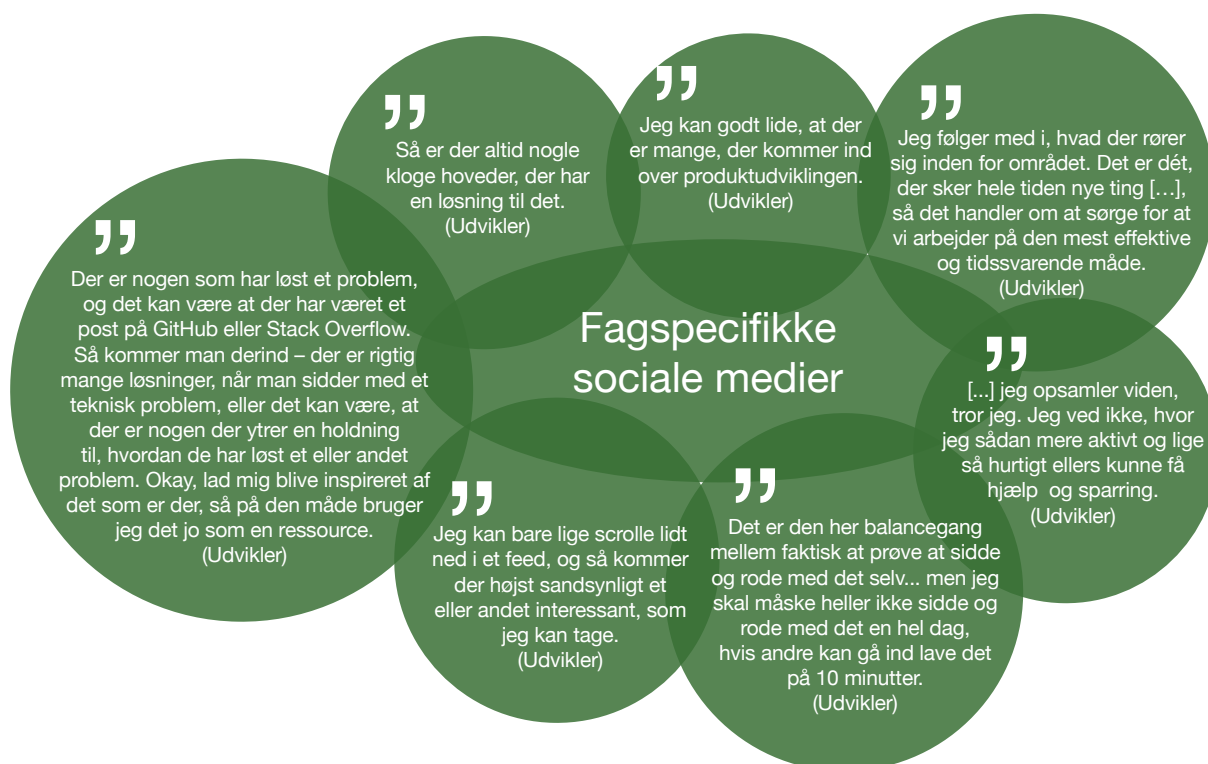 Fagspecifikke
sociale medier
”
Der er nogen som har løst et problem,
og det kan være at der har været et
post på GitHub eller Stack Overflow.
Så kommer man derind – der er rigtig
mange løsninger, når man sidder med et
teknisk problem, eller det kan være, at
der er nogen der ytrer en holdning
til, hvordan de har løst et eller andet
problem. Okay, lad mig blive inspireret af
det som er der, så på den måde bruger
jeg det jo som en ressource.
(Udvikler)
”
Så er der altid nogle
kloge hoveder, der har
en løsning til det.
(Udvikler)
”
Jeg kan godt lide, at der
er mange, der kommer ind
over produktudviklingen.
(Udvikler)
”
Jeg følger med i, hvad der rører
sig inden for området. Det er dét,
der sker hele tiden nye ting […],
så det handler om at sørge for at
vi arbejder på den mest effektive
og tidssvarende måde.
(Udvikler)
”
[...] jeg opsamler viden,
tror jeg. Jeg ved ikke, hvor
jeg sådan mere aktivt og lige
så hurtigt ellers kunne få
hjælp og sparring.
(Udvikler)
”
Det er den her balancegang
mellem faktisk at prøve at sidde
og rode med det selv... men jeg
skal måske heller ikke sidde og
rode med det en hel dag,
hvis andre kan gå ind lave det
på 10 minutter.
(Udvikler)
”
Jeg kan bare lige scrolle lidt
ned i et feed, og så kommer
der højst sandsynligt et
eller andet interessant, som
jeg kan tage.
(Udvikler)